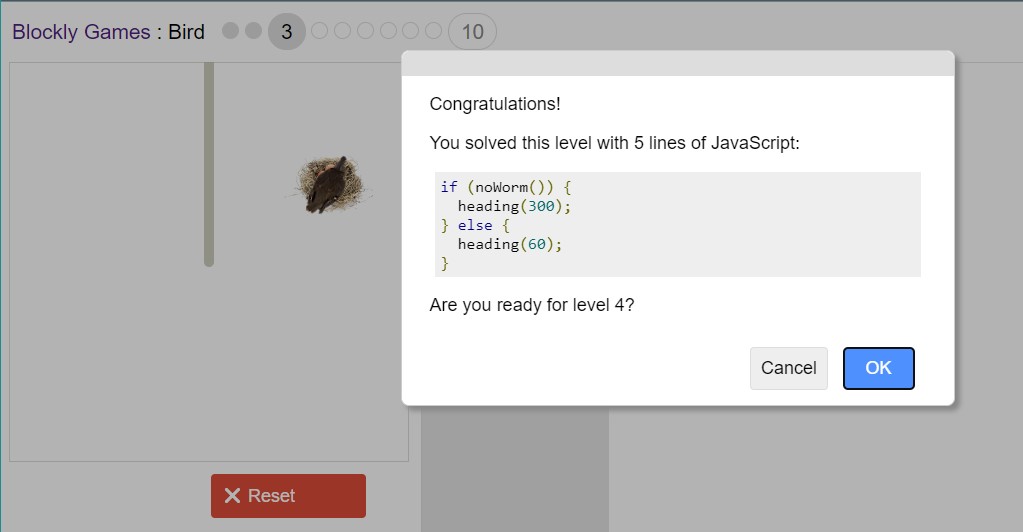 Blockly Games : Bird 3 10
Congratulations!
You solved this level with 5 lines of JavaScript:
if (noWorm()) {
  heading(300);
} else {
  heading(60);
}
Are you ready for level 4?
Cancel OK
Reset